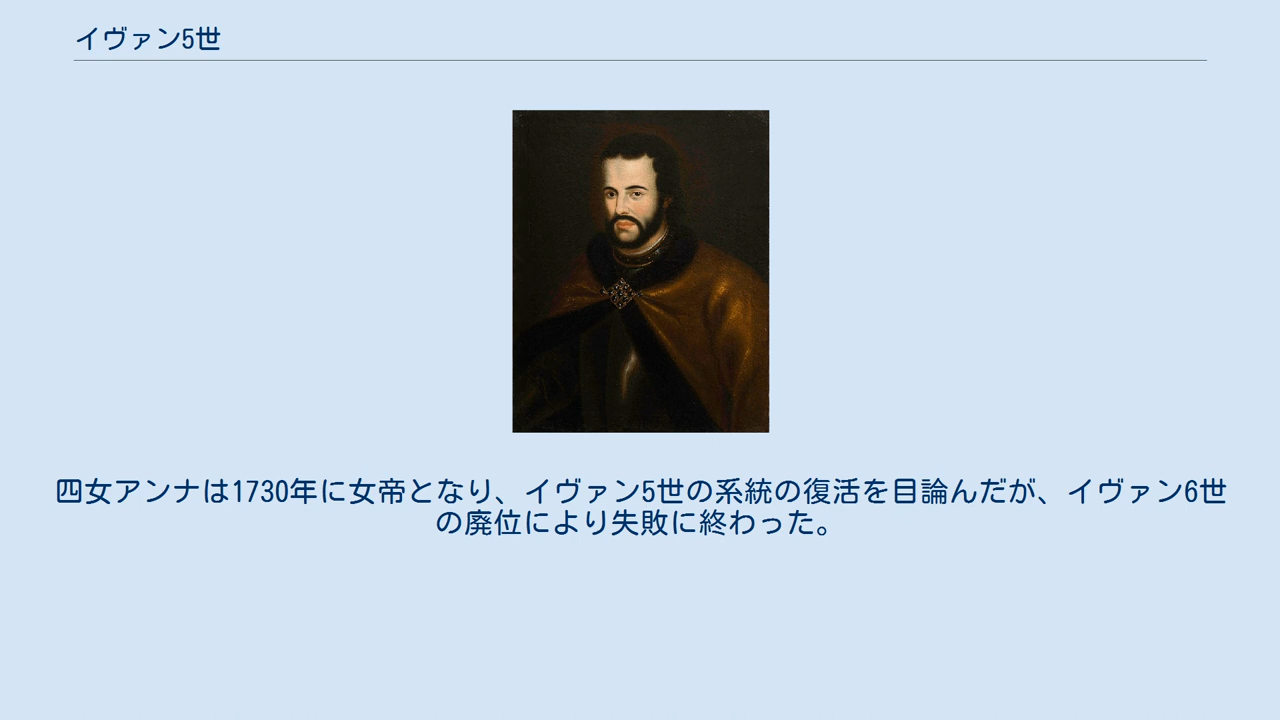 イヴァン5世
四女アンナは1730年に女帝となり、イヴァン5世の系統の復活を目論んだが、イヴァン6世
の廃位により失敗に終わった。